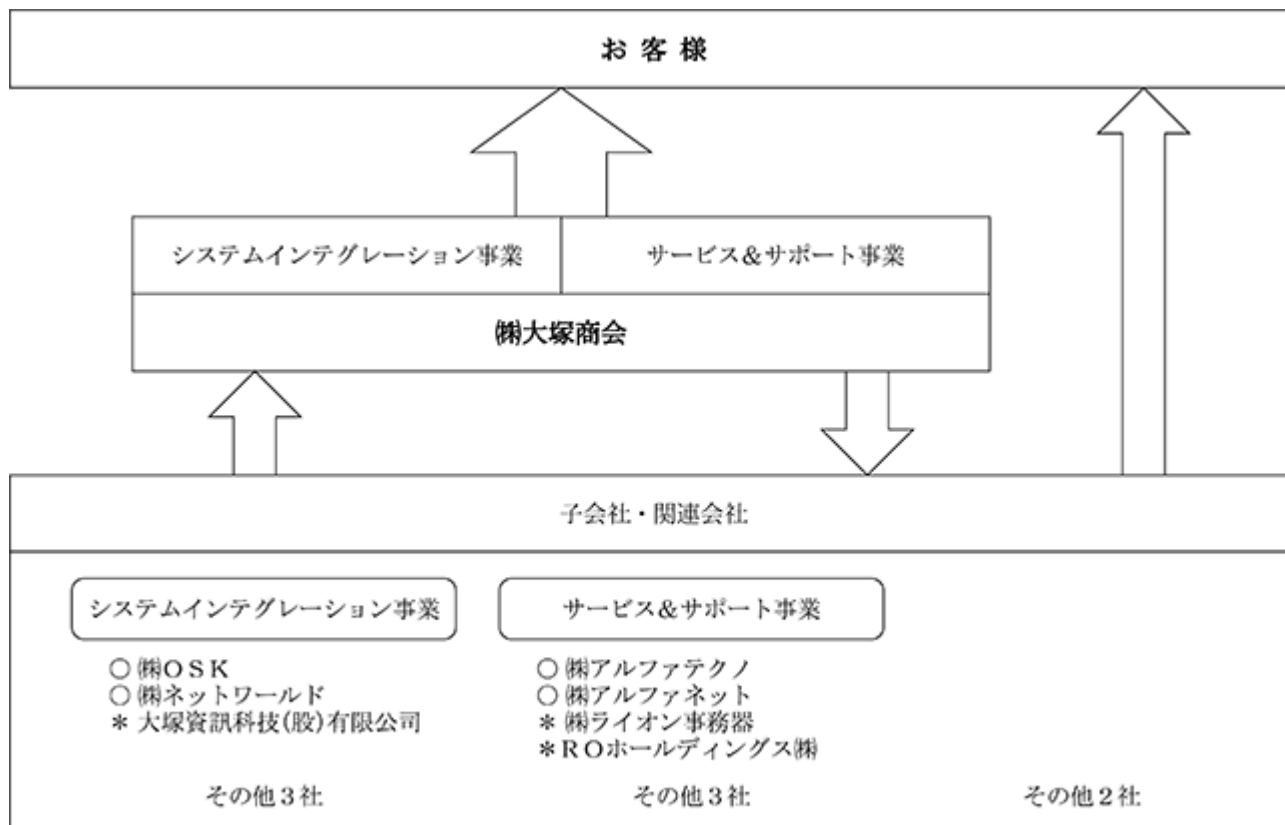 お客様
システムインテグレーション事業
サービス＆サポート事業
㈱大塚商会
子会社・関連会社
システムインテグレーション事業
○㈱ＯＳＫ
○㈱ネットワールド
＊大塚資訊科技(股)有限公司
その他３社
サービス＆サポート事業
○㈱アルファテクノ
○㈱アルファネット
＊㈱ライオン事務器
＊ＲＯホールディングス㈱
その他３社
その他２社